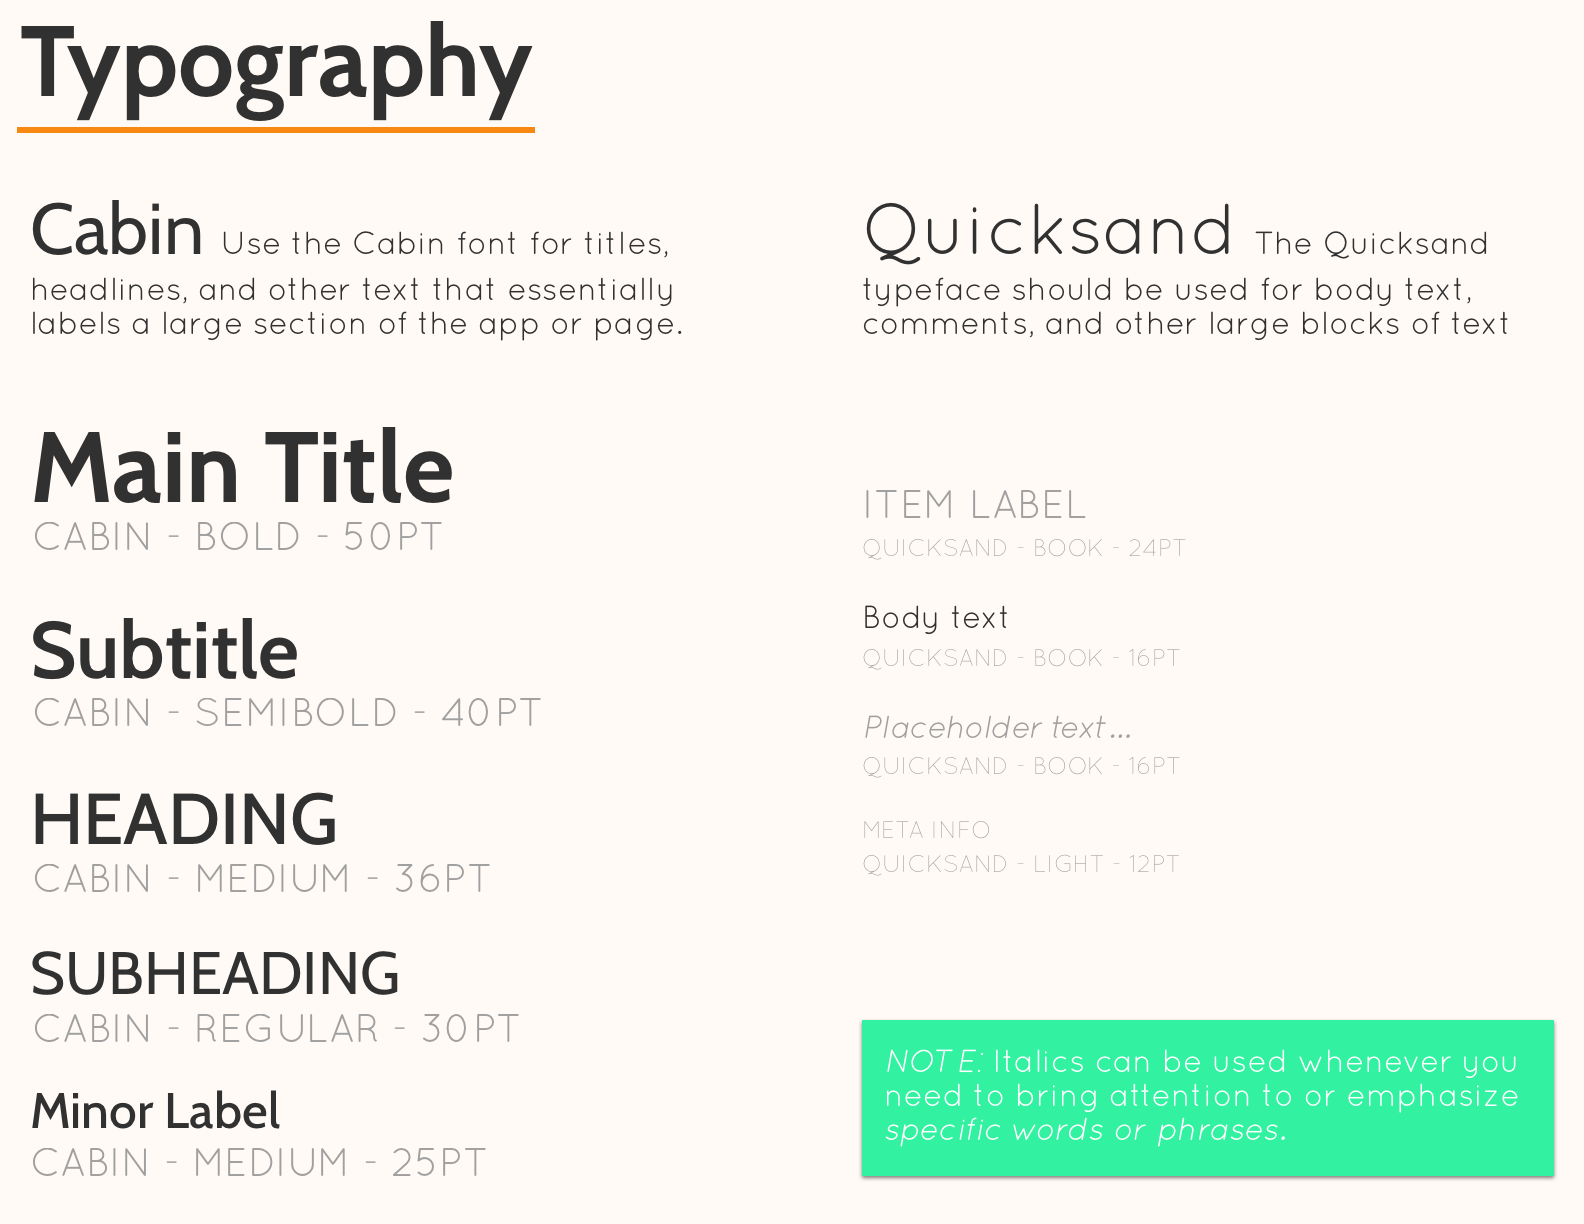 Typography
Cabin Use the Cabin font for titles,
headlines, and other text that essentially
labels a large section of the app or page.
Main Title
CABIN - BOLD - 50PT
Subtitle
CABIN - SEMIBOLD - 40PT
HEADING
CABIN - MEDIUM - 36PT
SUBHEADING
CABIN - REGULAR - 30PT
Minor Label
CABIN - MEDIUM - 25PT
Quicksand The Quicksand
typeface should be used for body text,
comments, and other large blocks of text
ITEM LABEL
QUICKSAND - BOOK - 24PT
Body text
QUICKSAND - BOOK - 16PT
Placeholder text...
QUICKSAND - BOOK - 16PT
META INFO
QUICKSAND - LIGHT - 12PT
NOTE: Italics can be used whenever you
need to bring attention to or emphasize
specific words or phrases.